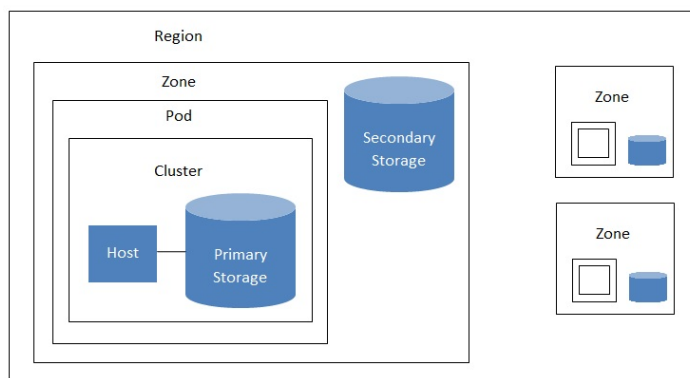 Region
Zone
Pod
Cluster
Host
Primary
Storage
Secondary
Storage
Zone
Zone